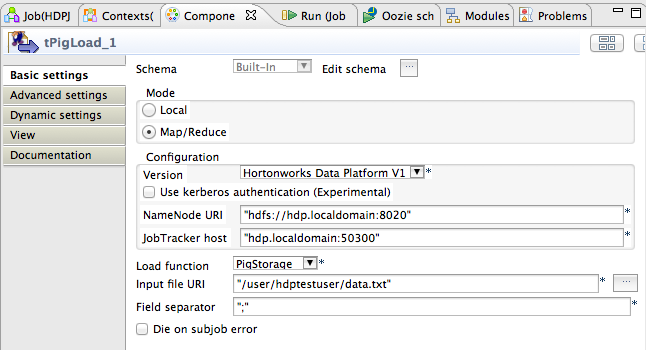 Job(HDPJ Contexts( Compone Run (Job Oozie sch Modules Problems
tPigLoad_1
Basic settings
Advanced settings
Dynamic settings
View
Documentation
Schema Built-In Edit schema ...
Mode
Local
Map/Reduce
Configuration
Version Hortonworks Data Platform V1 *
Use kerberos authentication (Experimental)
NameNode URI "hdfs://hdp.localdomain:8020" *
JobTracker host "hdp.localdomain:50300" *
Load function PigStorage *
Input file URI "/user/hdptestuser/data.txt" * ...
Field separator ";" *
Die on subjob error